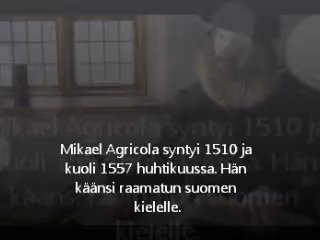 Mikael Agricola syntyi 1510 ja
kuoli 1557 huhtikuussa. Hän
käänsi raamatun suomen
kielelle.